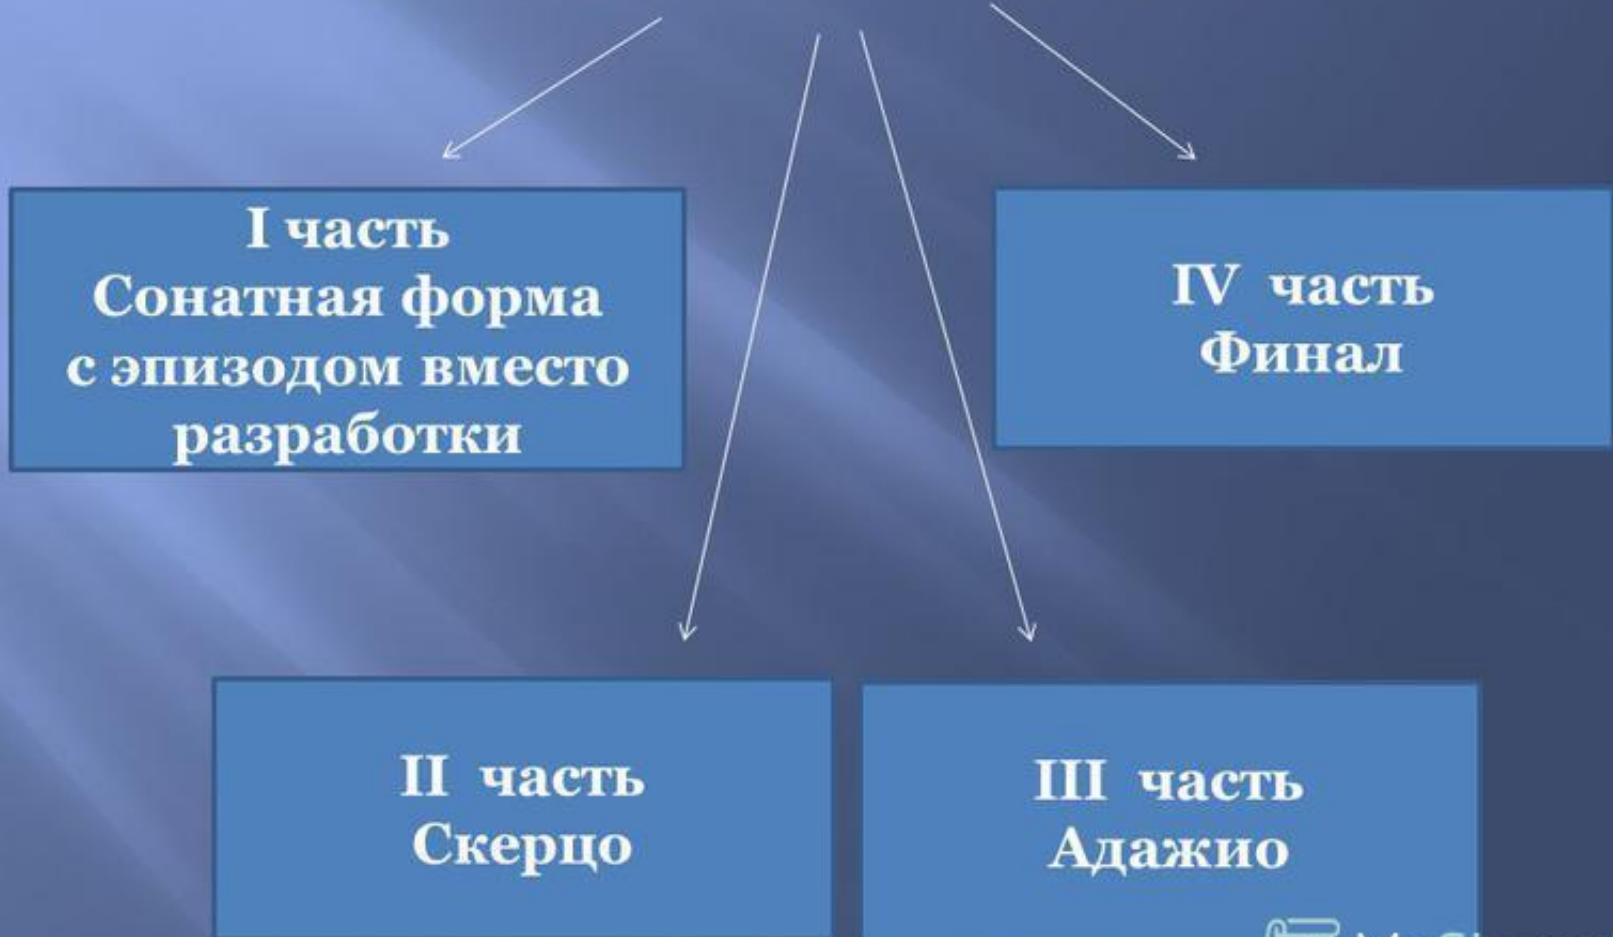 I часть
Сонатная форма
с эпизодом вместо
разработки
IV часть
Финал
II часть
Скерцо
III часть
Адажио